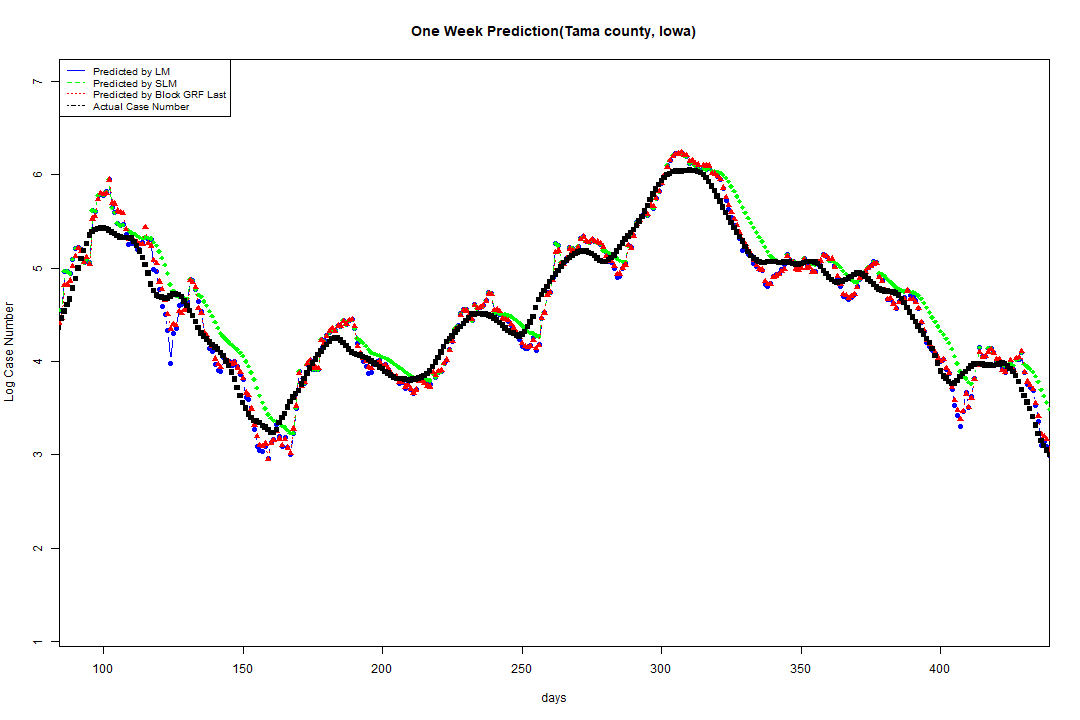 One Week Prediction(Tama county, Iowa)
Predicted by LM
Predicted by SLM
Predicted by Block GRF Last
Actual Case Number
7
6
5
4
3
2
1
Log Case Number
100 150 200 250 300 350 400
days